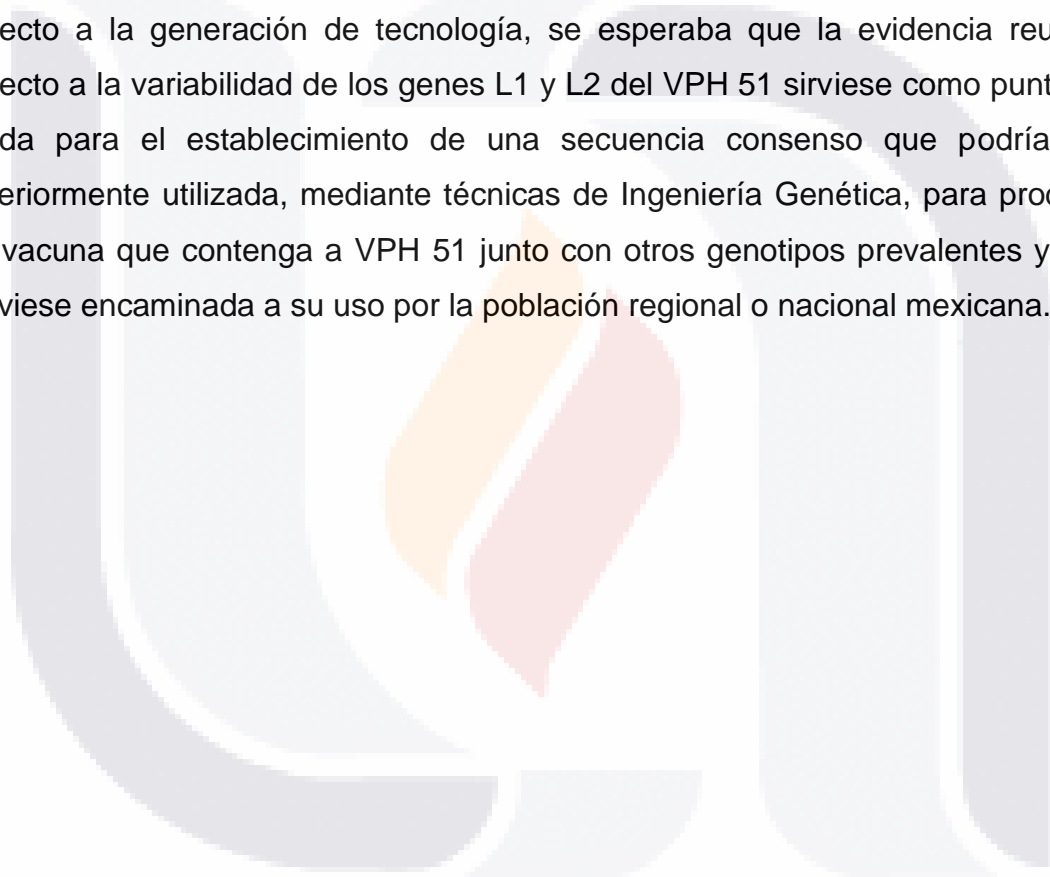 ecto a la generación de tecnología, se esperaba que la evidencia reu
ecto a la variabilidad de los genes L1 y L2 del VPH 51 sirviese como punt
da para el establecimiento de una secuencia consenso que podría
eriormente utilizada, mediante técnicas de Ingeniería Genética, para prod
vacuna que contenga a VPH 51 junto con otros genotipos prevalentes y
viese encaminada a su uso por la población regional o nacional mexicana.